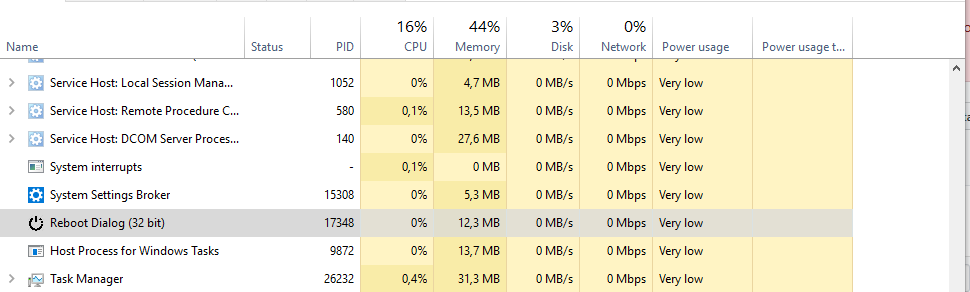 16% 44% 3% 0%
Name Status PID CPU Memory Disk Network Power usage Power usage t...
Service Host: Local Session Mana... 1052 0% 4,7 MB 0 MB/s 0 Mbps Very low
Service Host: Remote Procedure C... 580 0,1% 13,5 MB 0 MB/s 0 Mbps Very low
Service Host: DCOM Server Proces... 140 0% 27,6 MB 0 MB/s 0 Mbps Very low
System interrupts - 0,1% 0 MB 0 MB/s 0 Mbps Very low
System Settings Broker 15308 0% 5,3 MB 0 MB/s 0 Mbps Very low
Reboot Dialog (32 bit) 17348 0% 12,3 MB 0 MB/s 0 Mbps Very low
Host Process for Windows Tasks 9872 0% 13,7 MB 0 MB/s 0 Mbps Very low
Task Manager 26232 0,4% 31,3 MB 0 MB/s 0 Mbps Very low